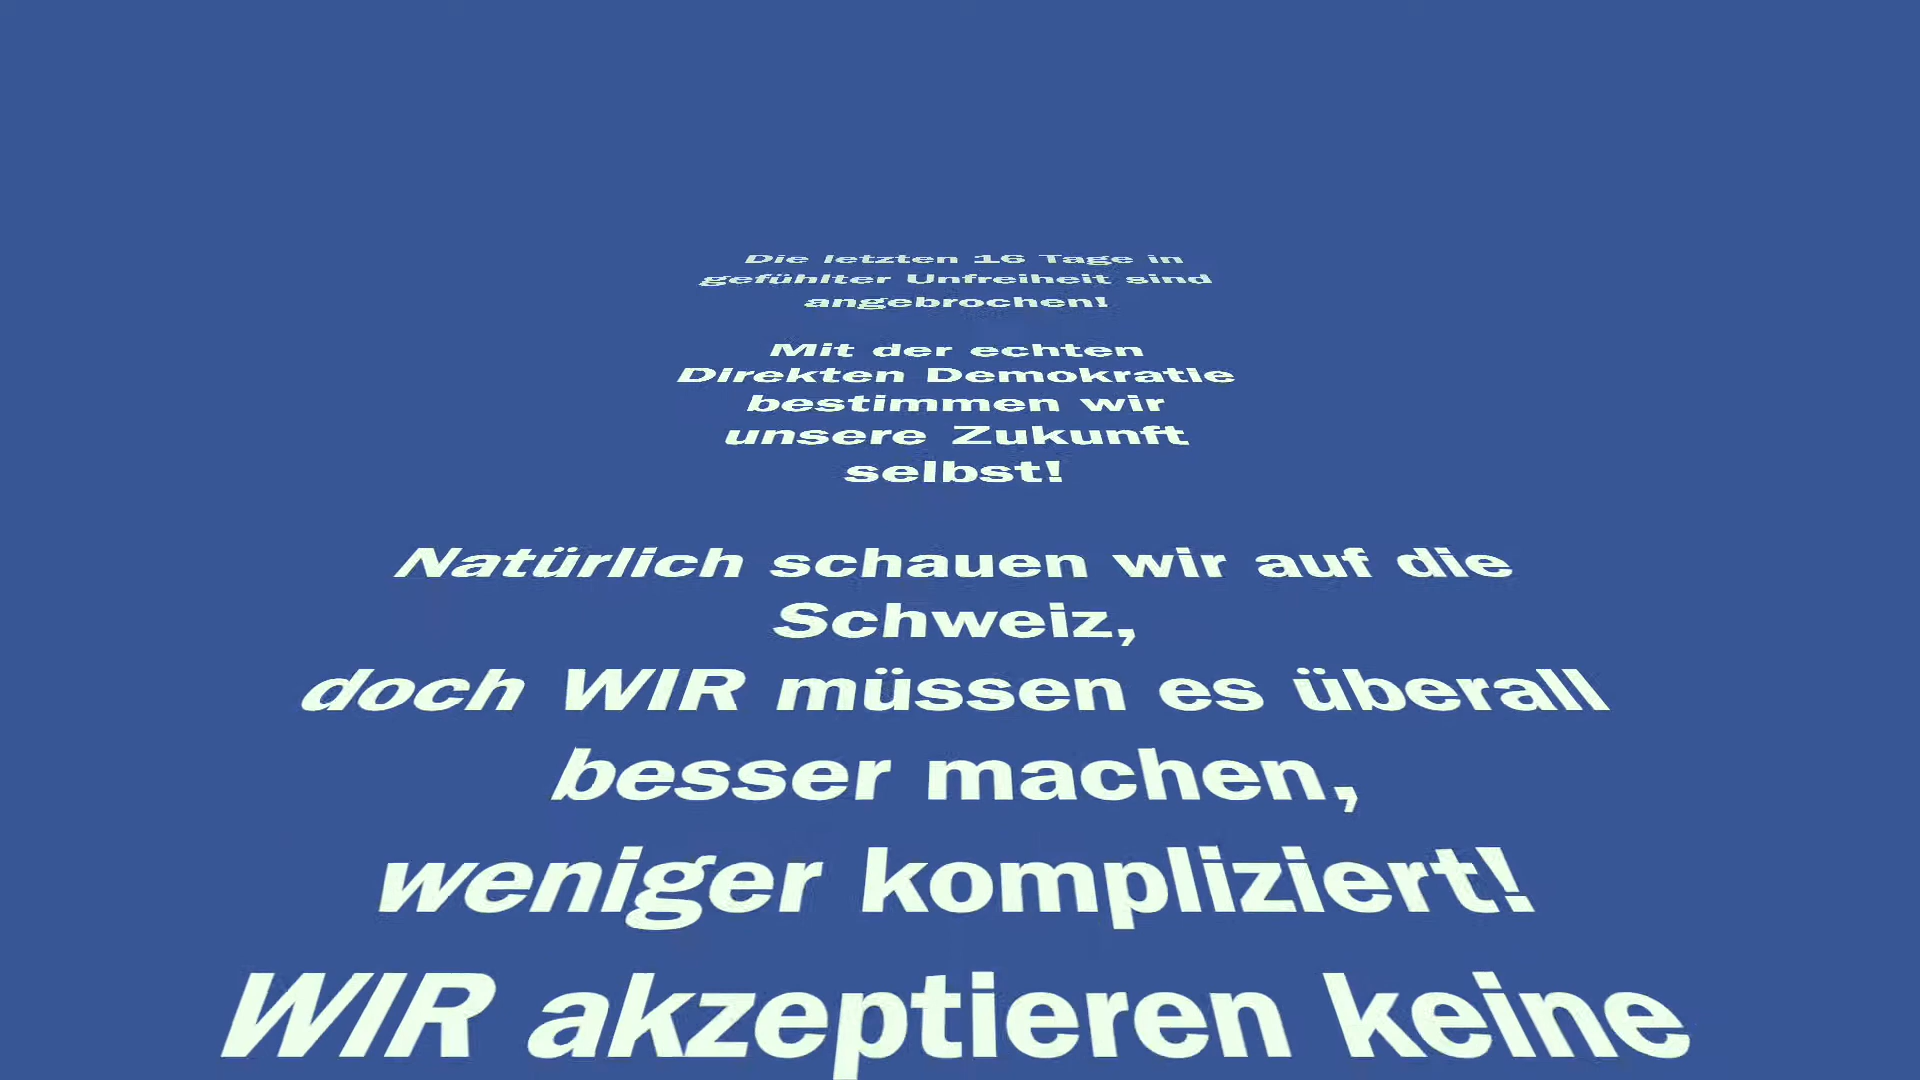 Die letzten 16 Tage in
gefühlter Unfreiheit sind
angebrochen!
Mit der echten
Direkten Demokratie
bestimmen wir
unsere Zukunft
selbst!
Natürlich schauen wir auf die
Schweiz,
doch WIR müssen es überall
besser machen,
weniger kompliziert!
WIR akzeptieren keine